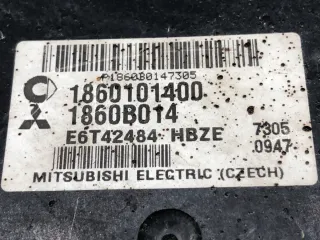 P1860B0147305
1860101400
1860B014
E6T42484 HBZE 7305
0947
MITSUBISHI ELECTRIC (CZECH)